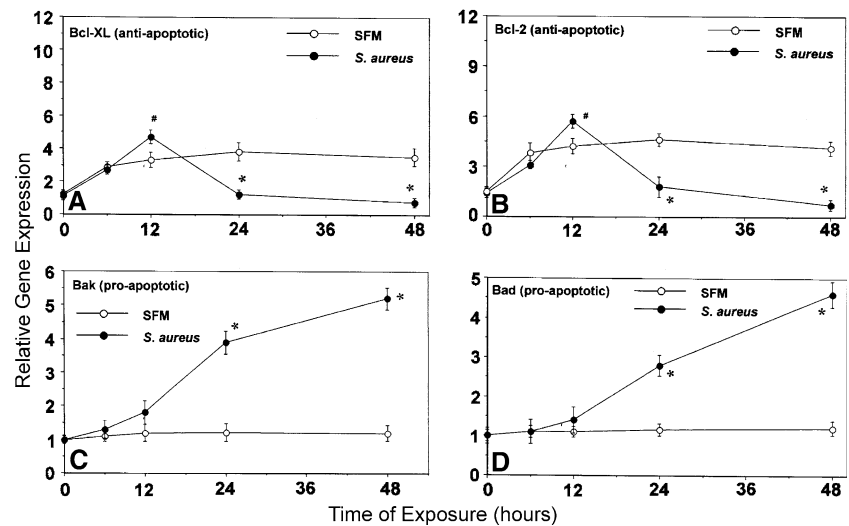 Relative Gene Expression
12
10
8
6
4
2
0
Bcl-XL (anti-apoptotic)
SFM
S. aureus
#
*
*
A
0 12 24 36 48
12
9
6
3
0
Bcl-2 (anti-apoptotic)
SFM
S. aureus
#
*
*
B
0 12 24 36 48
6
5
4
3
2
1
0
Bak (pro-apoptotic)
SFM
S. aureus
*
*
C
0 12 24 36 48
5
4
3
2
1
0
Bad (pro-apoptotic)
SFM
S. aureus
*
*
D
0 12 24 36 48
Time of Exposure (hours)